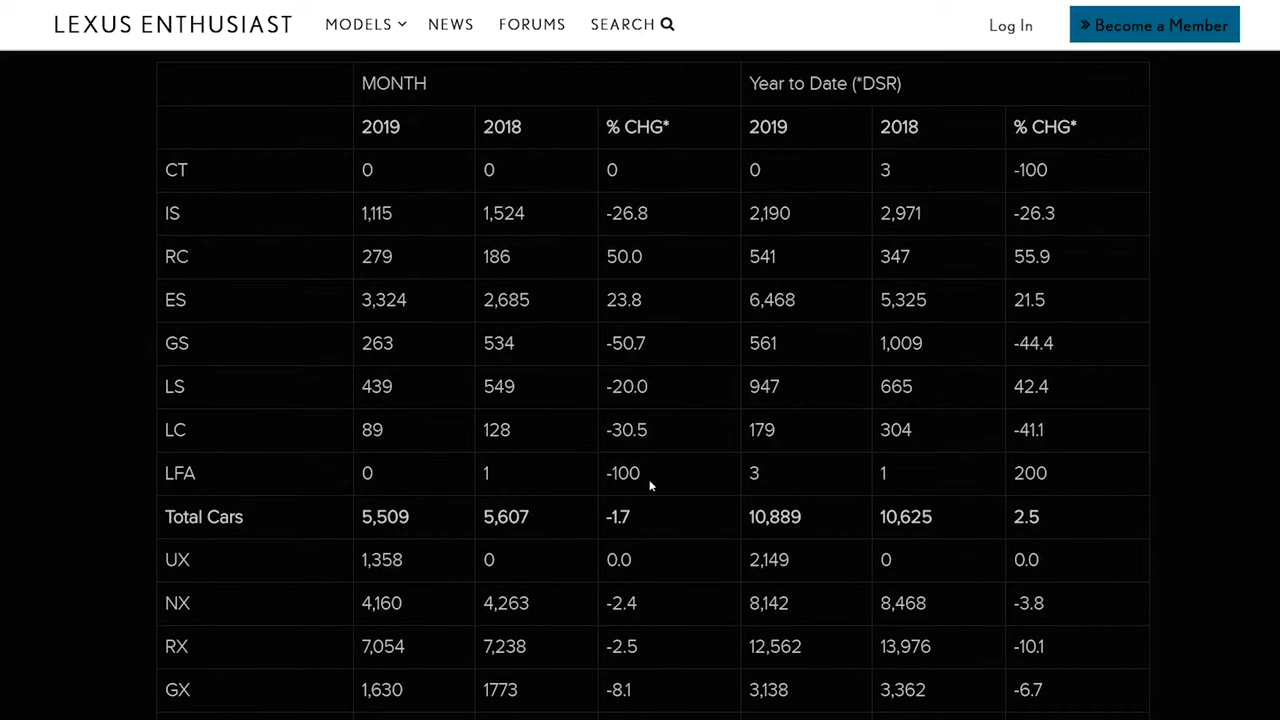 LEXUS ENTHUSIAST MODELS NEWS FORUMS SEARCH Log In » Become a Member
MONTH Year to Date (*DSR)
2019 2018 % CHG* 2019 2018 % CHG*
CT 0 0 0 0 3 -100
IS 1,115 1,524 -26.8 2,190 2,971 -26.3
RC 279 186 50.0 541 347 55.9
ES 3,324 2,685 23.8 6,468 5,325 21.5
GS 263 534 -50.7 561 1,009 -44.4
LS 439 549 -20.0 947 665 42.4
LC 89 128 -30.5 179 304 -41.1
LFA 0 1 -100 3 1 200
Total Cars 5,509 5,607 -1.7 10,889 10,625 2.5
UX 1,358 0 0.0 2,149 0 0.0
NX 4,160 4,263 -2.4 8,142 8,468 -3.8
RX 7,054 7,238 -2.5 12,562 13,976 -10.1
GX 1,630 1773 -8.1 3,138 3,362 -6.7